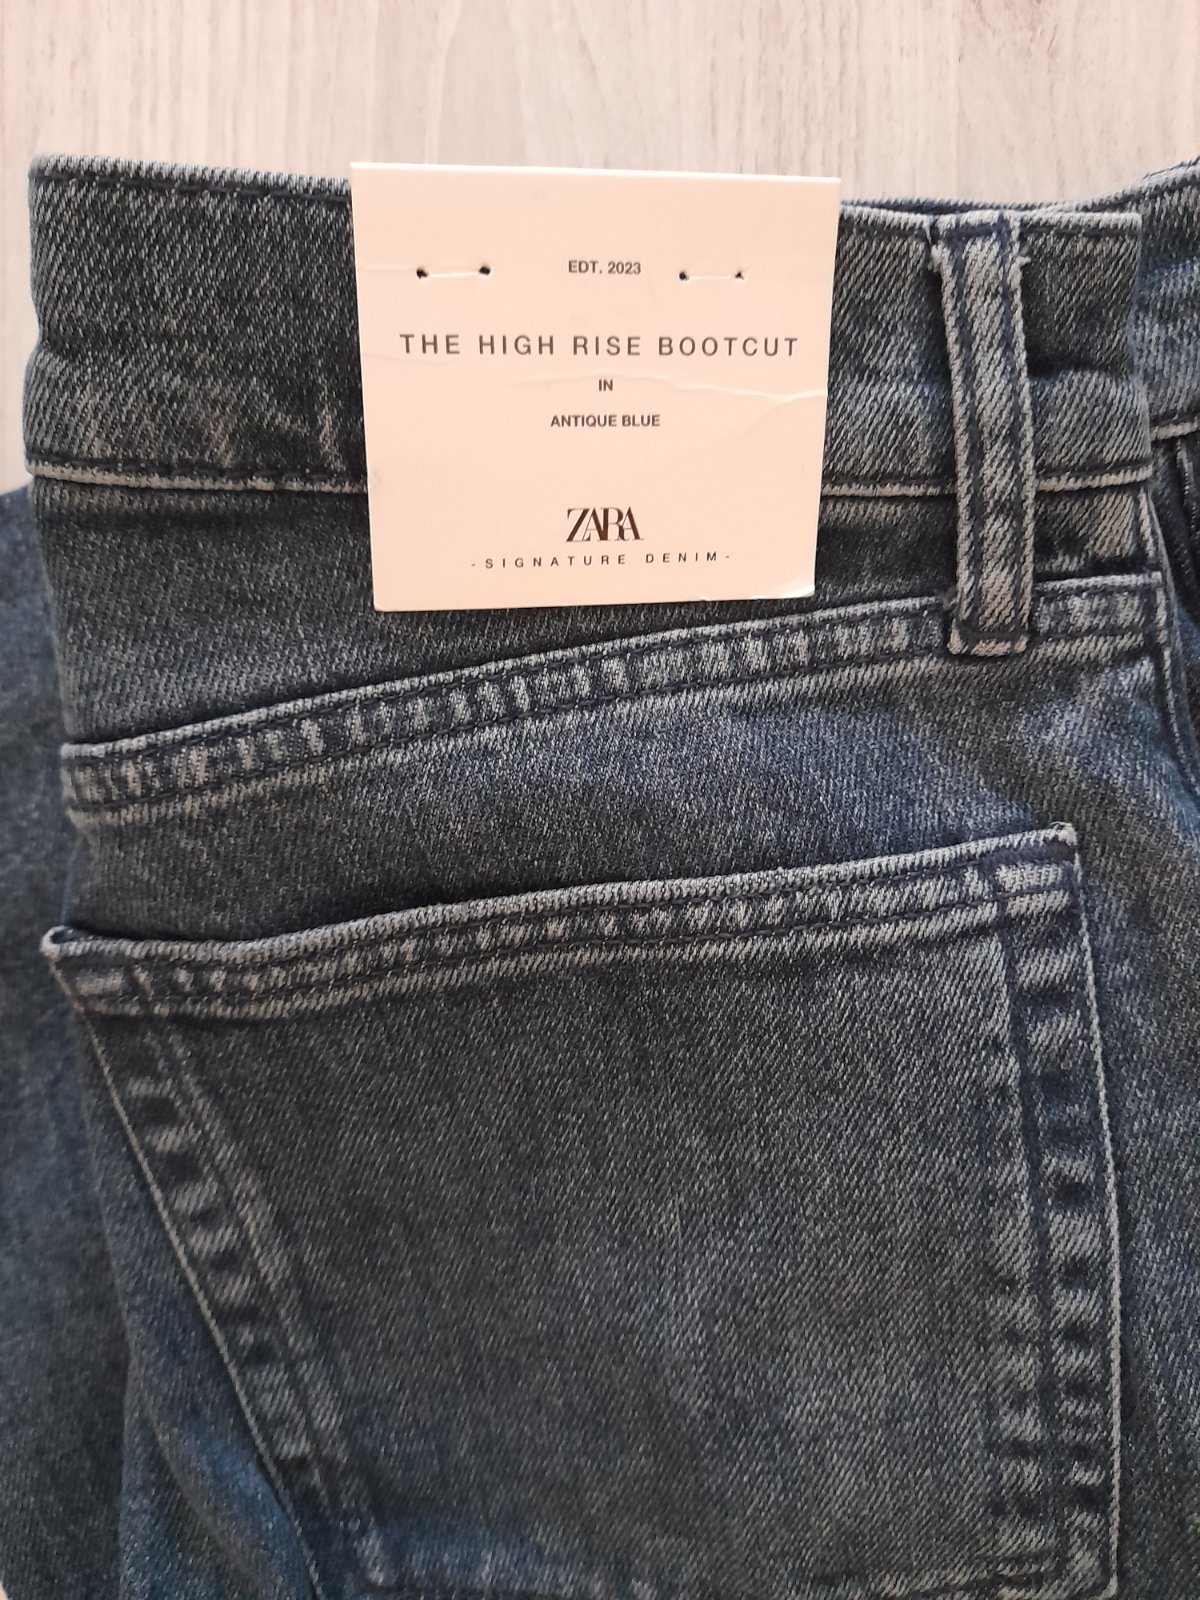 EDT. 2023
THE HIGH RISE BOOTCUT
IN
ANTIQUE BLUE
ZARA
-SIGNATURE DENIM-